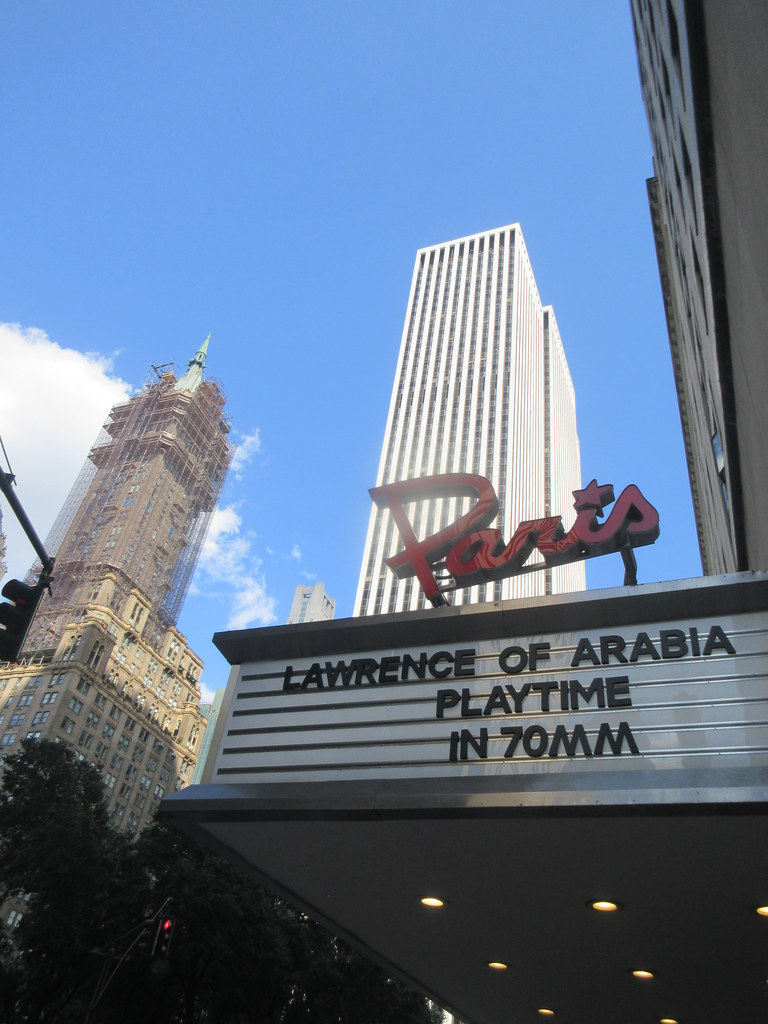 Paris
LAWRENCE OF ARABIA
PLAYTIME
IN 70MM